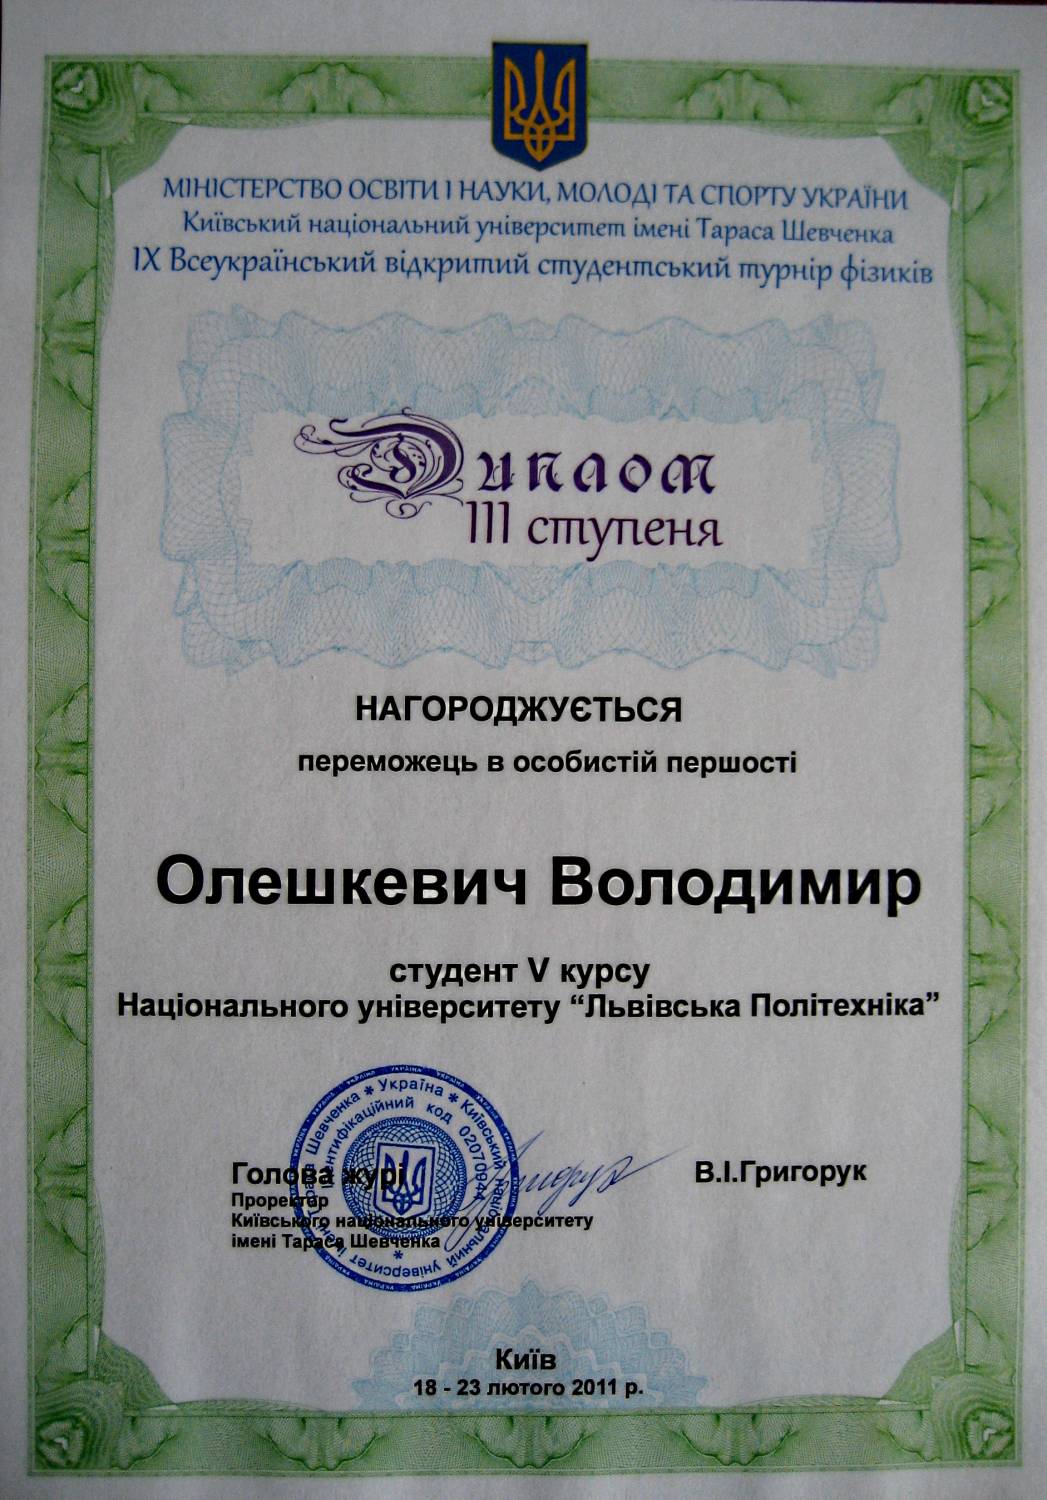 МІНІСТЕРСТВО ОСВІТИ І НАУКИ, МОЛОДІ ТА СПОРТУ УКРАЇНИ
Київський національний університет імені Тараса Шевченка
IX Всеукраїнський відкритий студентський турнір фізиків
Диплом
III ступеня
НАГОРОДЖУЄТЬСЯ
переможець в особистій першості
Олешкевич Володимир
студент V курсу
Національного університету “Львівська Політехніка”
Україна * Київський національний університет імені Тараса Шевченка *
Ідентифікаційний код 02070944
Голова журі
В.І.Григорук
Проректор
Київського національного університету
імені Тараса Шевченка
Київ
18 - 23 лютого 2011 р.